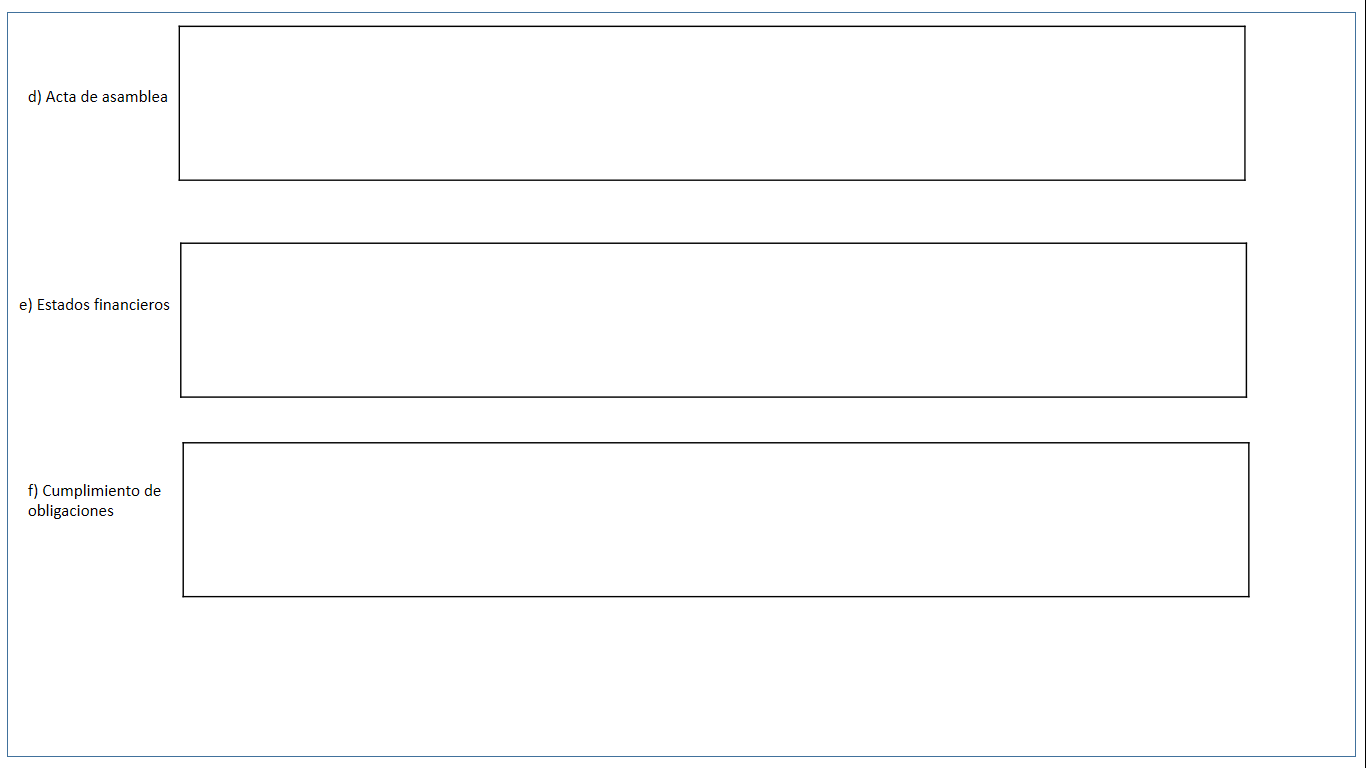 d) Acta de asamblea
e) Estados financieros
f) Cumplimiento de
obligaciones